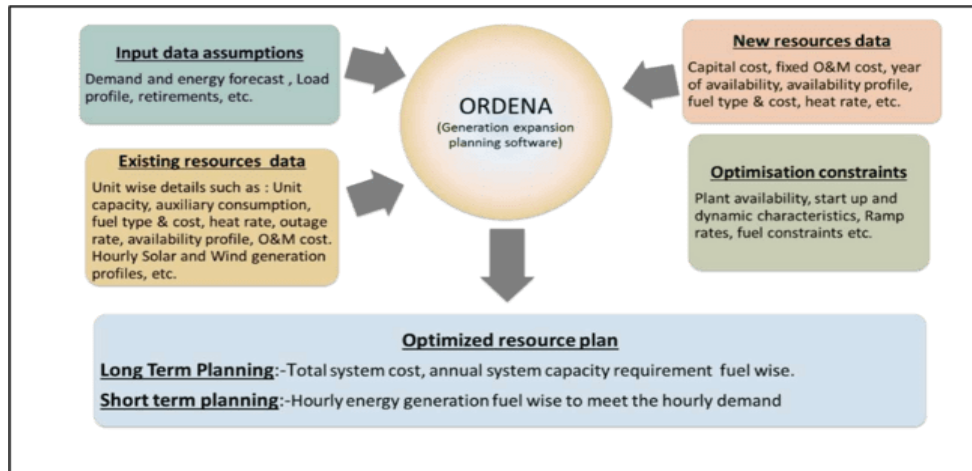 Input data assumptions
Demand and energy forecast , Load
profile, retirements, etc.
Existing resources data
Unit wise details such as : Unit
capacity, auxiliary consumption,
fuel type & cost, heat rate, outage
rate, availability profile, O&M cost.
Hourly Solar and Wind generation
profiles, etc.
ORDENA
(Generation expansion
planning software)
New resources data
Capital cost, fixed O&M cost, year
of availability, availability profile,
fuel type & cost, heat rate, etc.
Optimisation constraints
Plant availability, start up and
dynamic characteristics, Ramp
rates, fuel constraints etc.
Optimized resource plan
Long Term Planning:-Total system cost, annual system capacity requirement fuel wise.
Short term planning:-Hourly energy generation fuel wise to meet the hourly demand